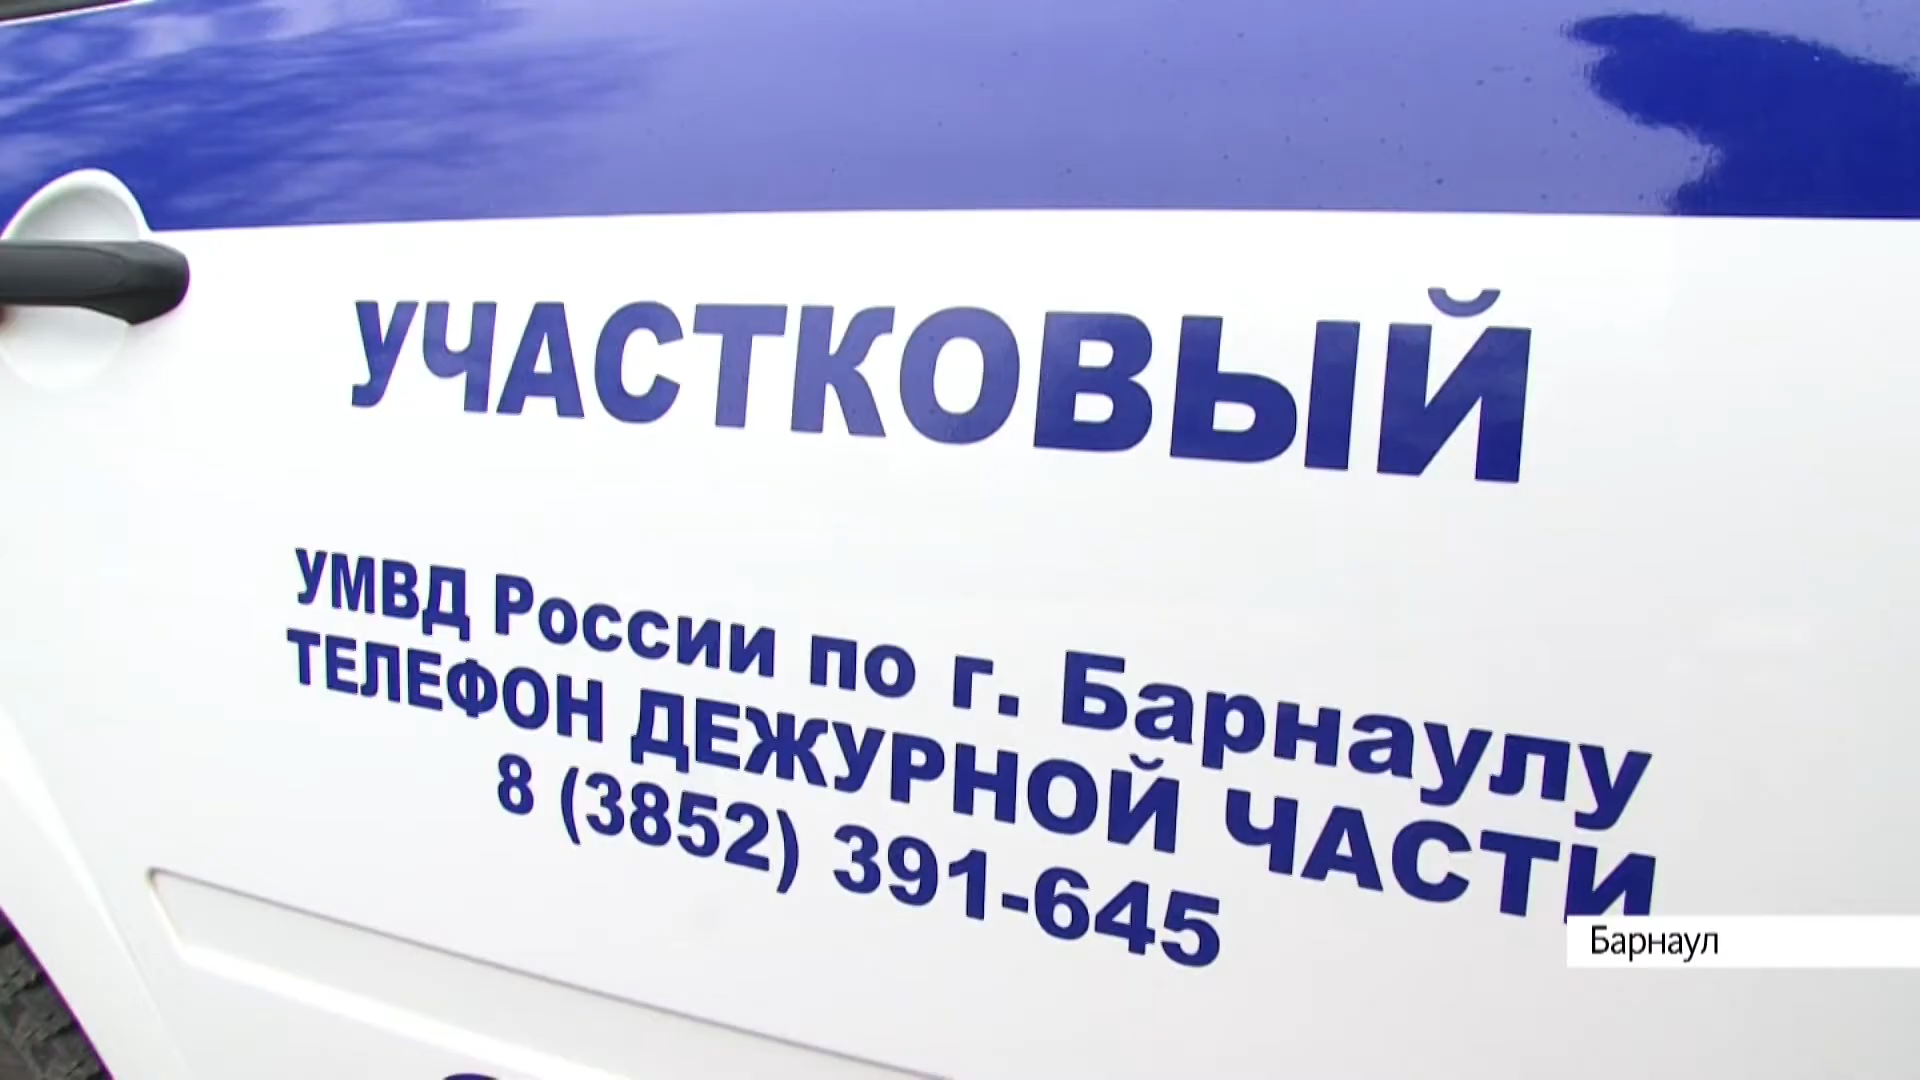 УЧАСТКОВЫЙ
УМВД России по г. Барнаулу
ТЕЛЕФОН ДЕЖУРНОЙ ЧАСТИ
8 (3852) 391-645
Барнаул